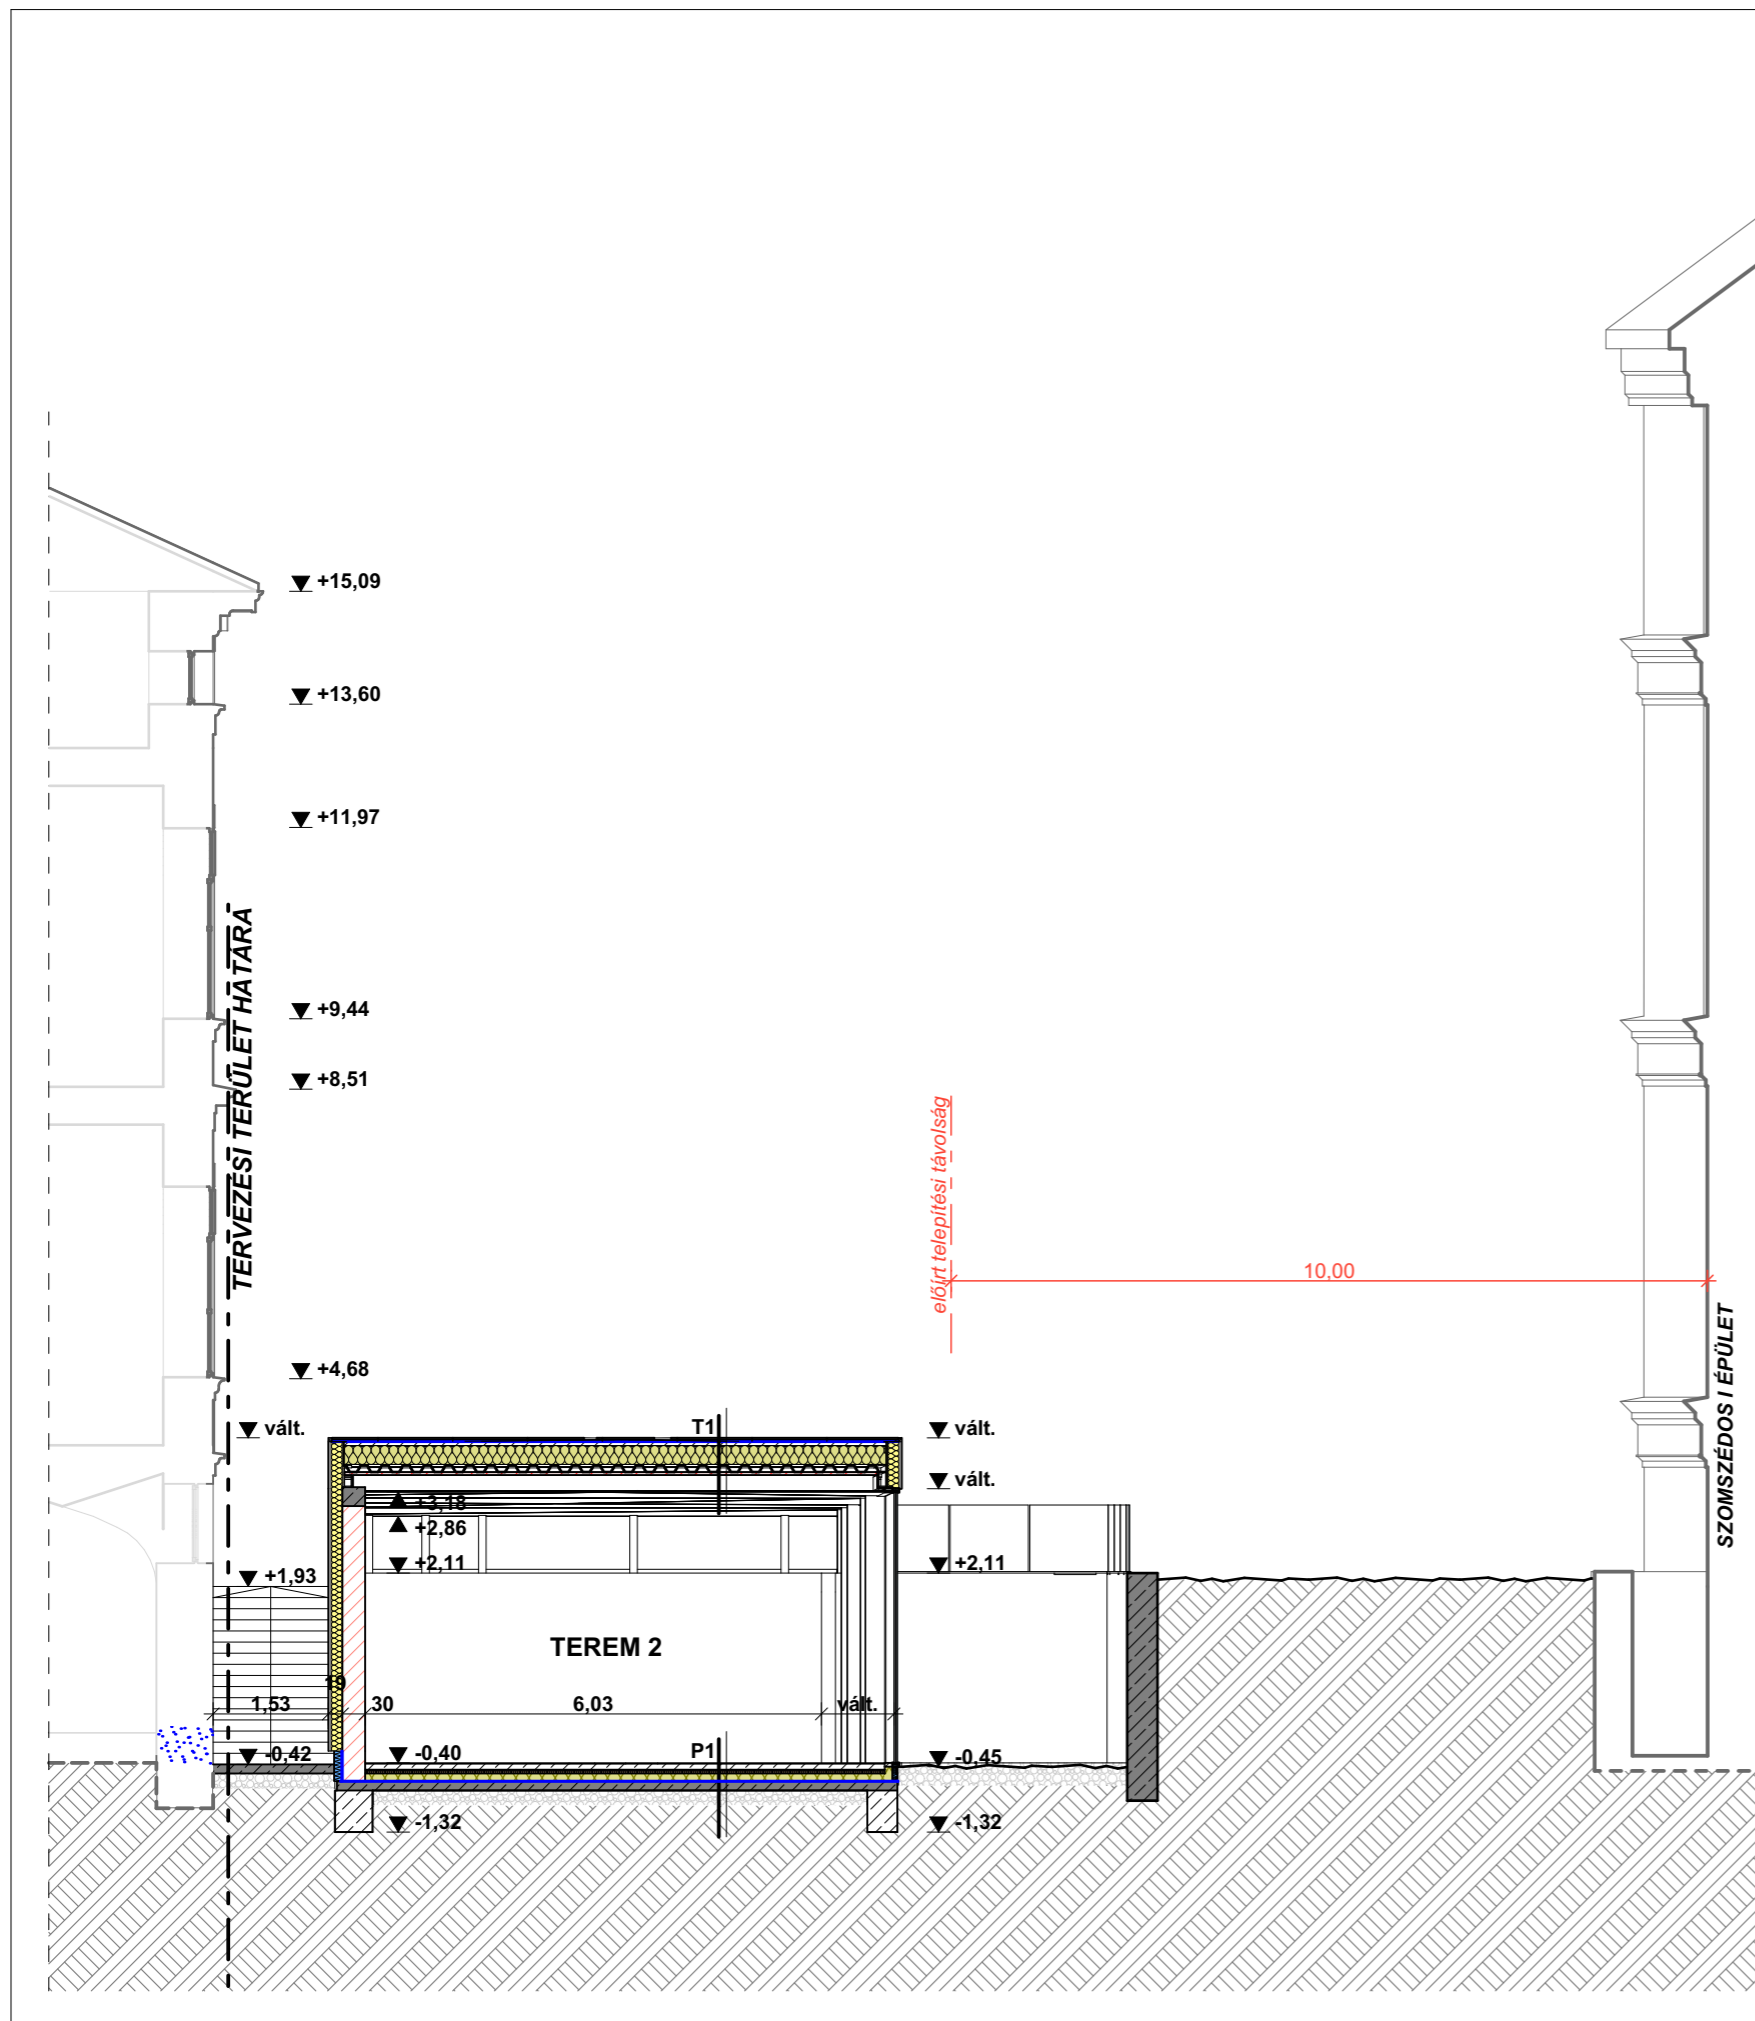 +15,09
+13,60
+11,97
TERVEZÉSI TERÜLET HATÁRA
+9,44
+8,51
előírt telepítési távolság
10,00
SZOMSZÉDOS I ÉPÜLET
+4,68
vált.
T1
vált.
vált.
+3,18
+2,86
+2,11
+2,11
+1,93
TEREM 2
19
1,53
30
6,03
vált.
-0,42
-0,40
P1
-0,45
-1,32
-1,32